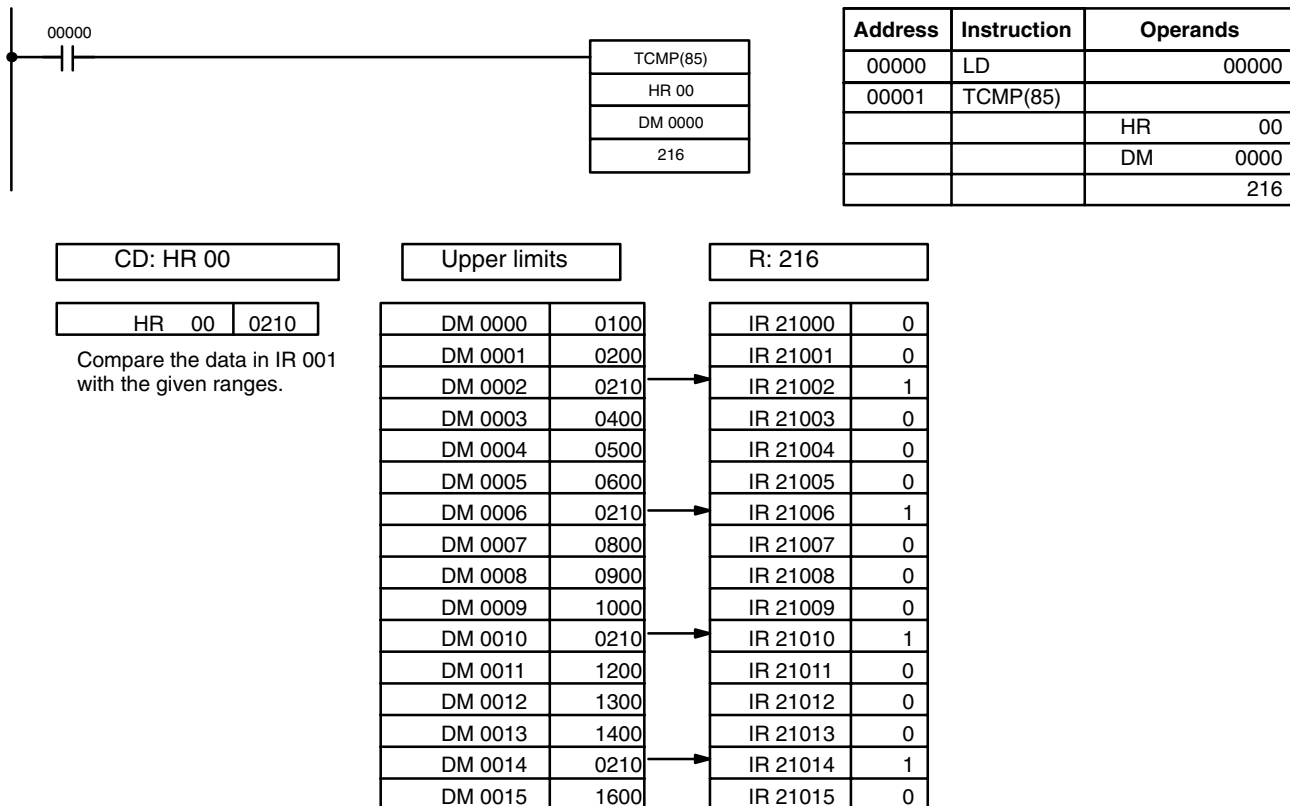 00000
TCMP(85)
HR 00
DM 0000
216
Address Instruction Operands
00000 LD 00000
00001 TCMP(85)
HR 00
DM 0000
216
CD: HR 00
HR 00 0210
Compare the data in IR 001
with the given ranges.
Upper limits
R: 216
DM 0000 0100 IR 21000 0
DM 0001 0200 IR 21001 0
DM 0002 0210 IR 21002 1
DM 0003 0400 IR 21003 0
DM 0004 0500 IR 21004 0
DM 0005 0600 IR 21005 0
DM 0006 0210 IR 21006 1
DM 0007 0800 IR 21007 0
DM 0008 0900 IR 21008 0
DM 0009 1000 IR 21009 0
DM 0010 0210 IR 21010 1
DM 0011 1200 IR 21011 0
DM 0012 1300 IR 21012 0
DM 0013 1400 IR 21013 0
DM 0014 0210 IR 21014 1
DM 0015 1600 IR 21015 0